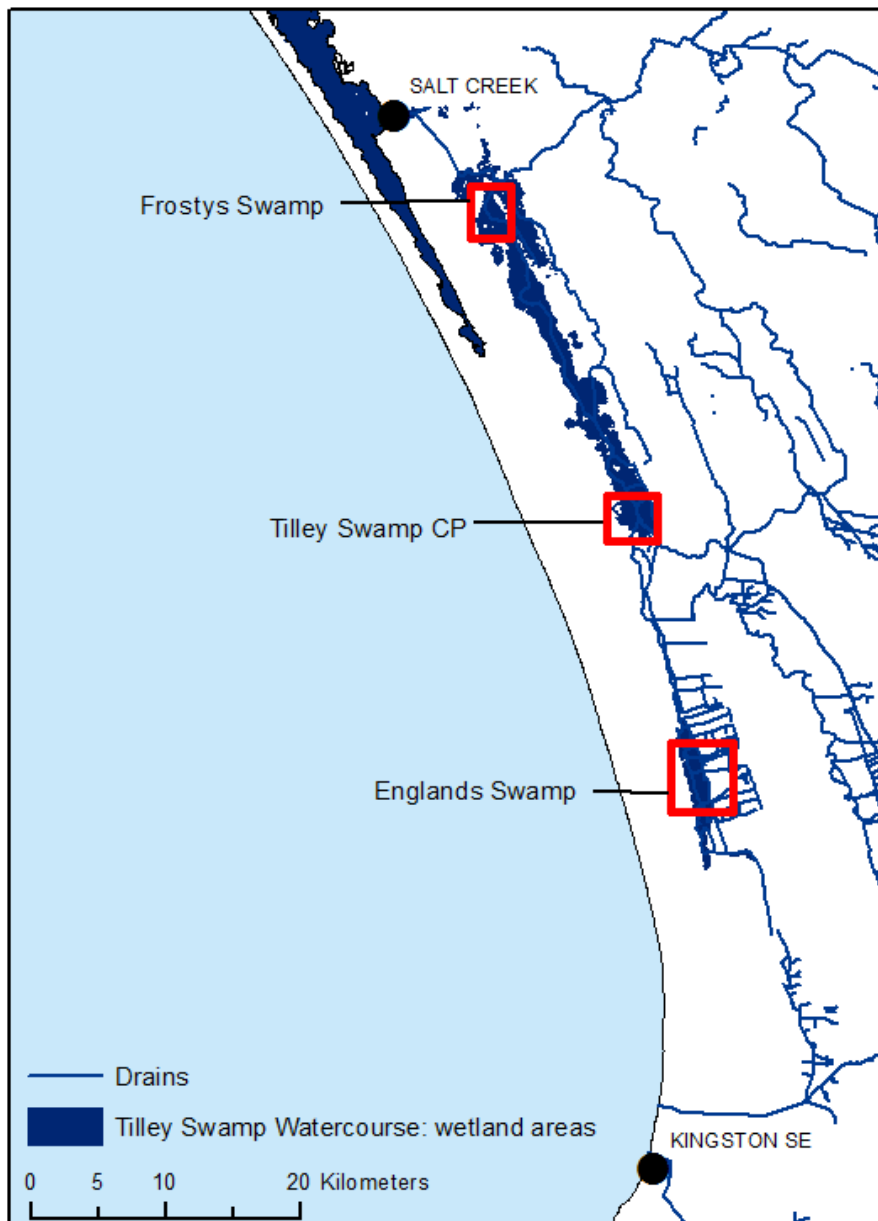 SALT CREEK
Frostys Swamp
Tilley Swamp CP
Englands Swamp
Drains
Tilley Swamp Watercourse: wetland areas
KINGSTON SE
0 5 10 20 Kilometers